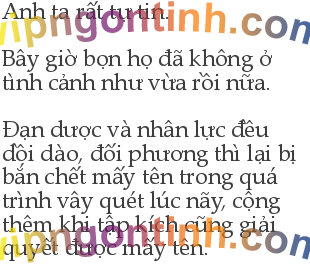 Anh ta rất tự tin.
vipngontinh.com
Bây giờ bọn họ đã không ở
tình cảnh như vừa rồi nữa.
Đạn dược và nhân lực đều
dồi dào, đối phương thì lại bị
bắn chết mấy tên trong quá
trình vây quét lúc nãy, cộng
thêm khi tập kích cũng giải
vipngontinh.com
quyết được mấy tên.